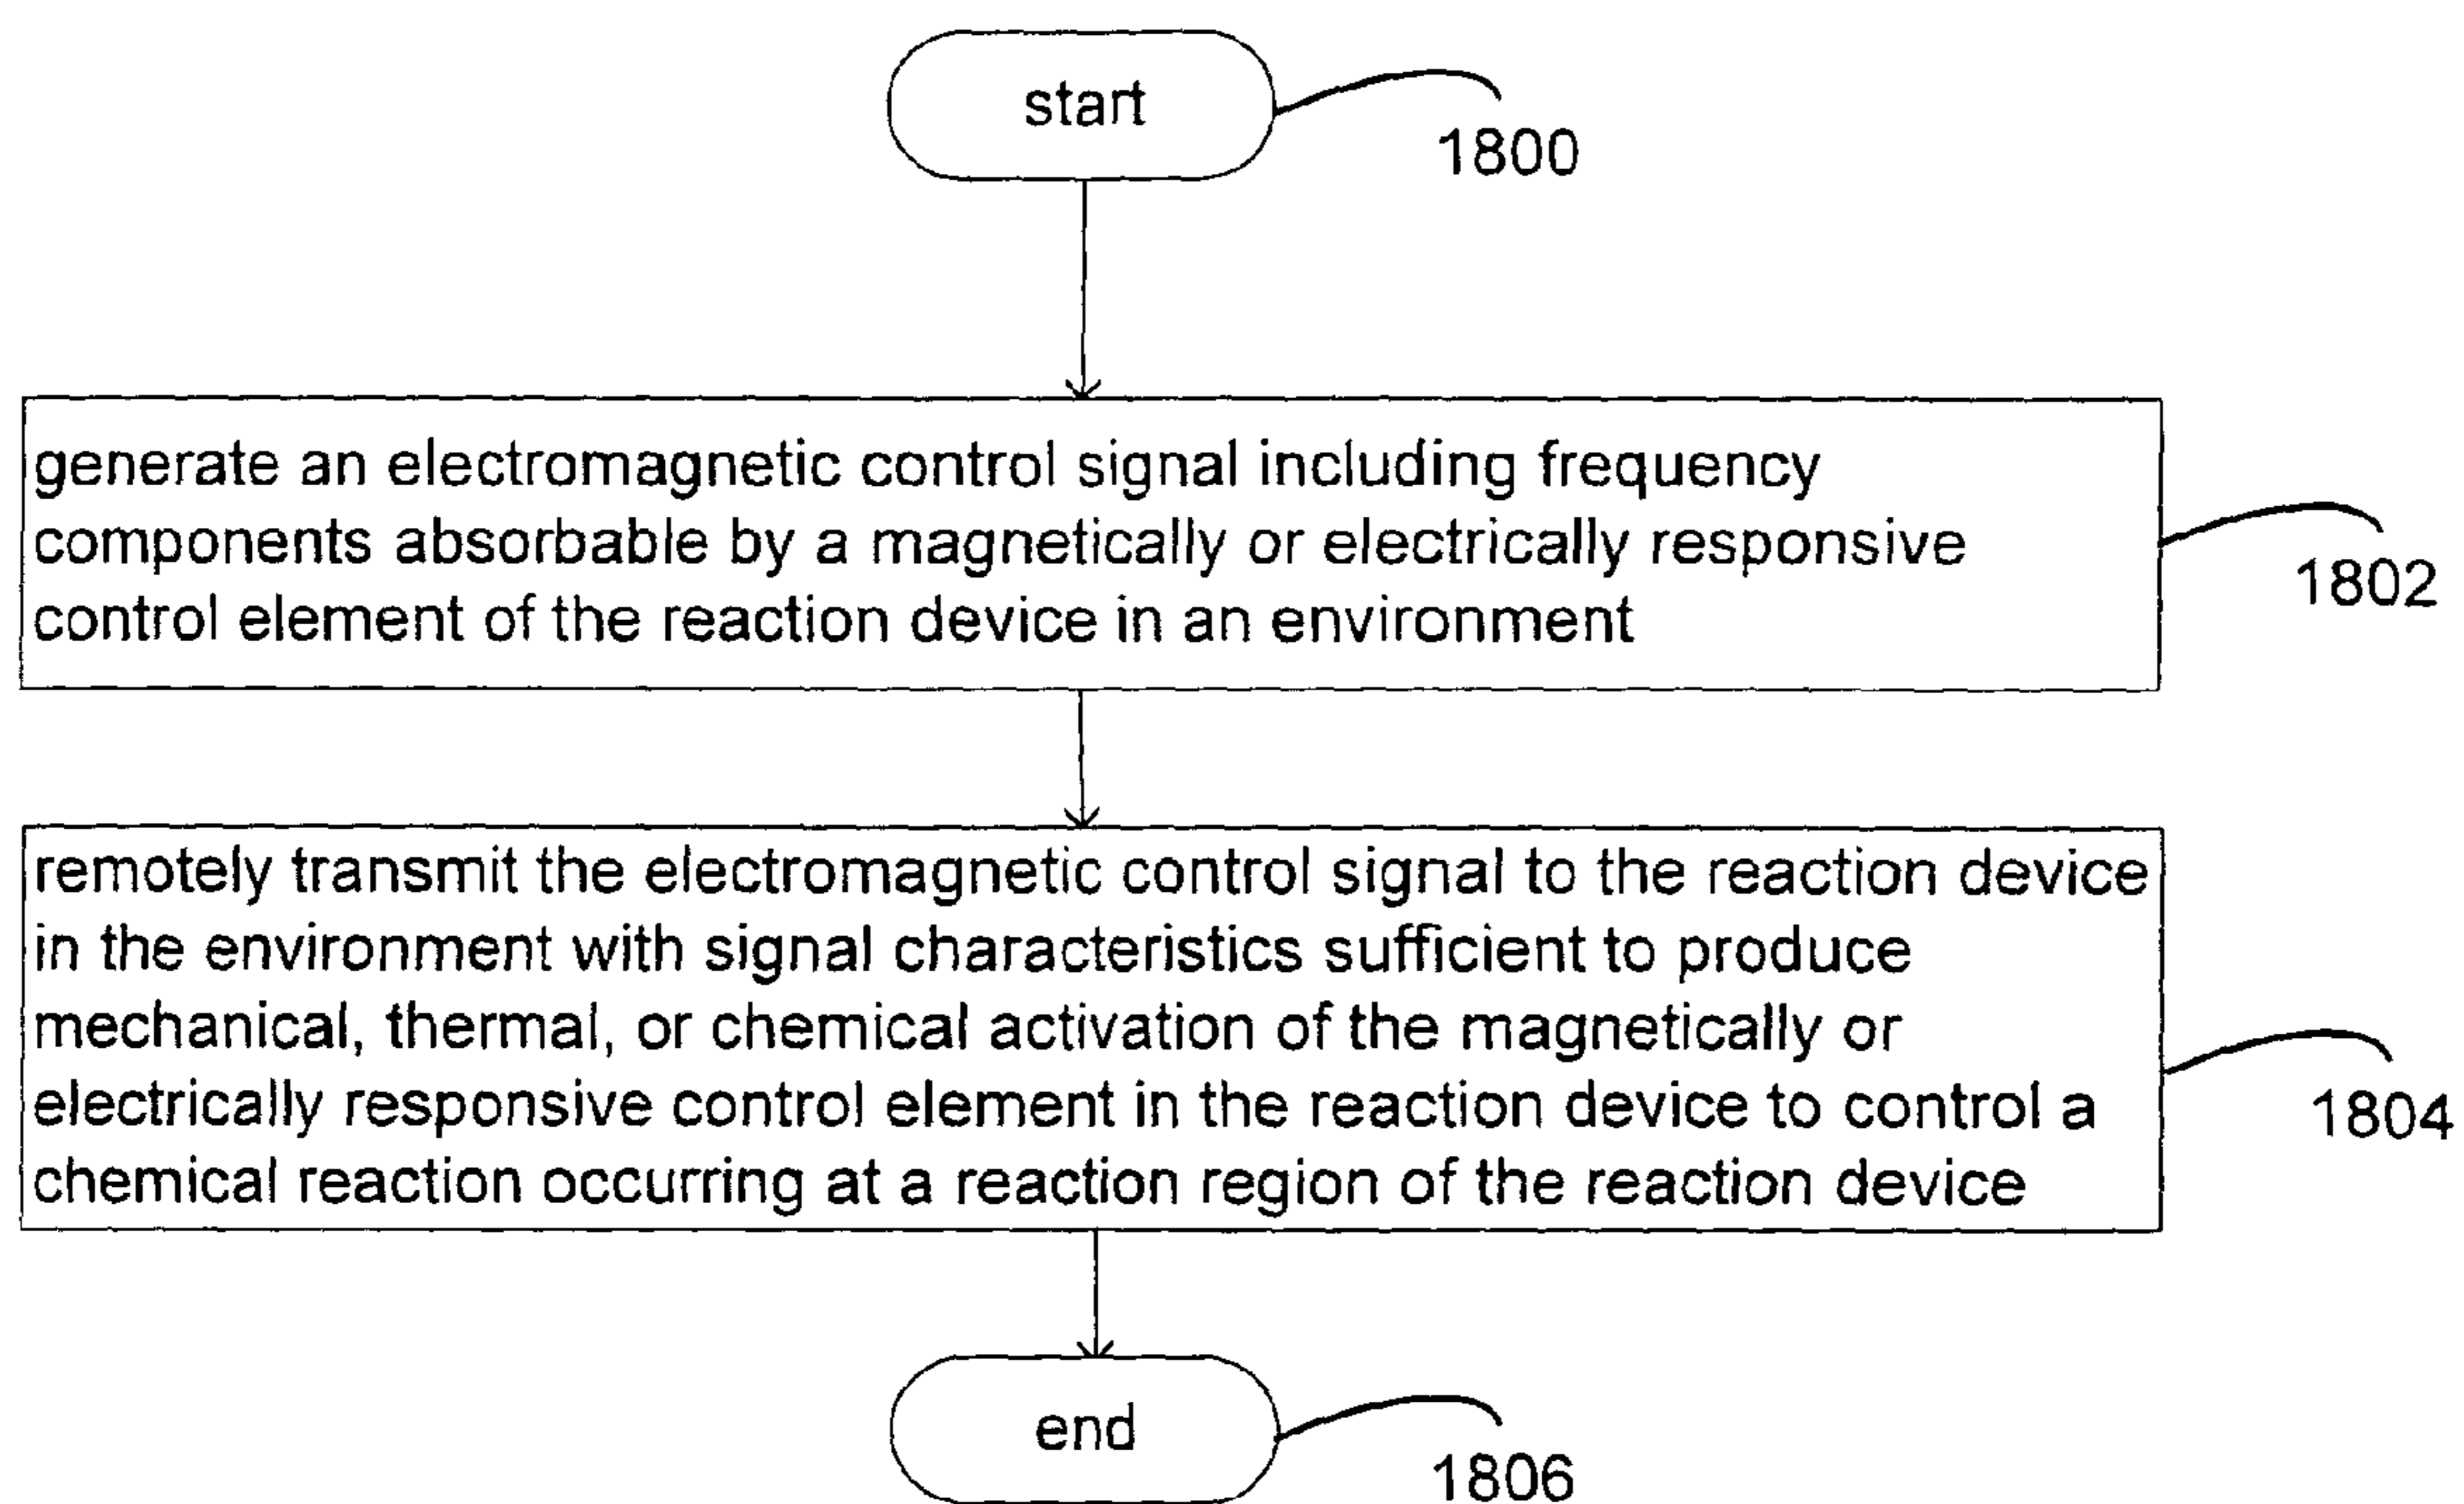 start
1800
generate an electromagnetic control signal including frequency
components absorbable by a magnetically or electrically responsive
control element of the reaction device in an environment
1802
remotely transmit the electromagnetic control signal to the reaction device
in the environment with signal characteristics sufficient to produce
mechanical, thermal, or chemical activation of the magnetically or
electrically responsive control element in the reaction device to control a
chemical reaction occurring at a reaction region of the reaction device
1804
end
1806